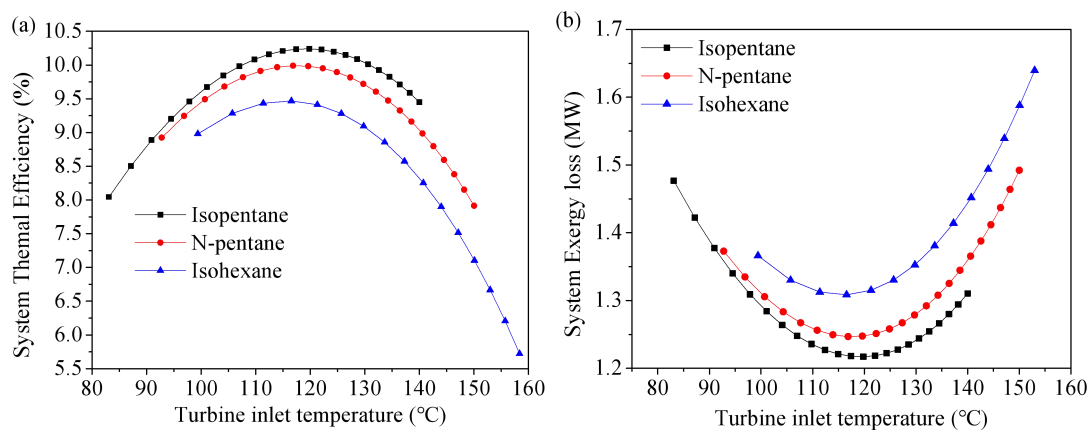 (a)
System Themal Efficiency (%)
10.5
10.0
9.5
9.0
8.5
8.0
7.5
7.0
6.5
6.0
5.5
Isopentane
N-pentane
Isohexane
80 90 100 110 120 130 140 150 160
Turbine inlet temperature (℃)
(b)
System Exergy loss (MW)
1.7
1.6
1.5
1.4
1.3
1.2
Isopentane
N-pentane
Isohexane
80 90 100 110 120 130 140 150 160
Turbine inlet temperature (℃)